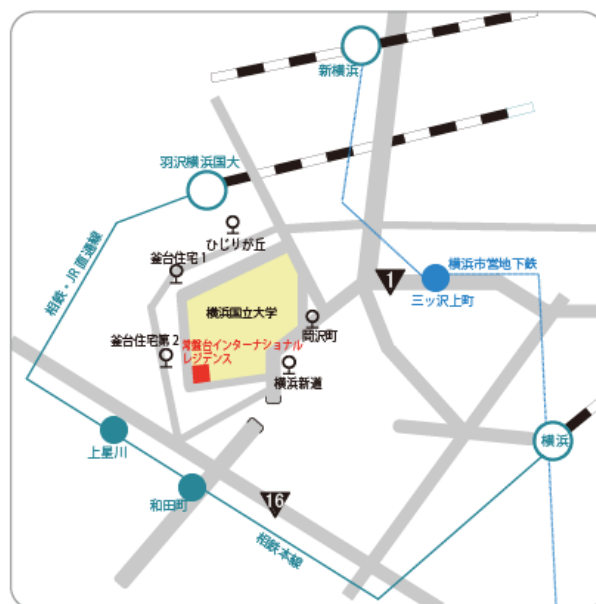 新横浜
羽沢横浜国大
ひじりが丘
釜台住宅1
相鉄・JR直通線
横浜市営地下鉄
1
三ッ沢上町
横浜国立大学
岡沢町
釜台住宅第2
常盤台インターナショナル
レジデンス
横浜新道
上星川
横浜
和田町
16
相鉄本線